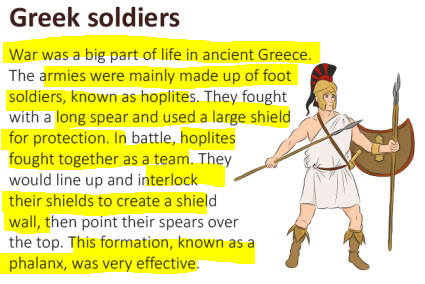 Greek soldiers
War was a big part of life in ancient Greece.
The armies were mainly made up of foot
soldiers, known as hoplites. They fought
with a long spear and used a large shield
for protection. In battle, hoplites
fought together as a team. They
would line up and interlock
their shields to create a shield
wall, then point their spears over
the top. This formation, known as a
phalanx, was very effective.